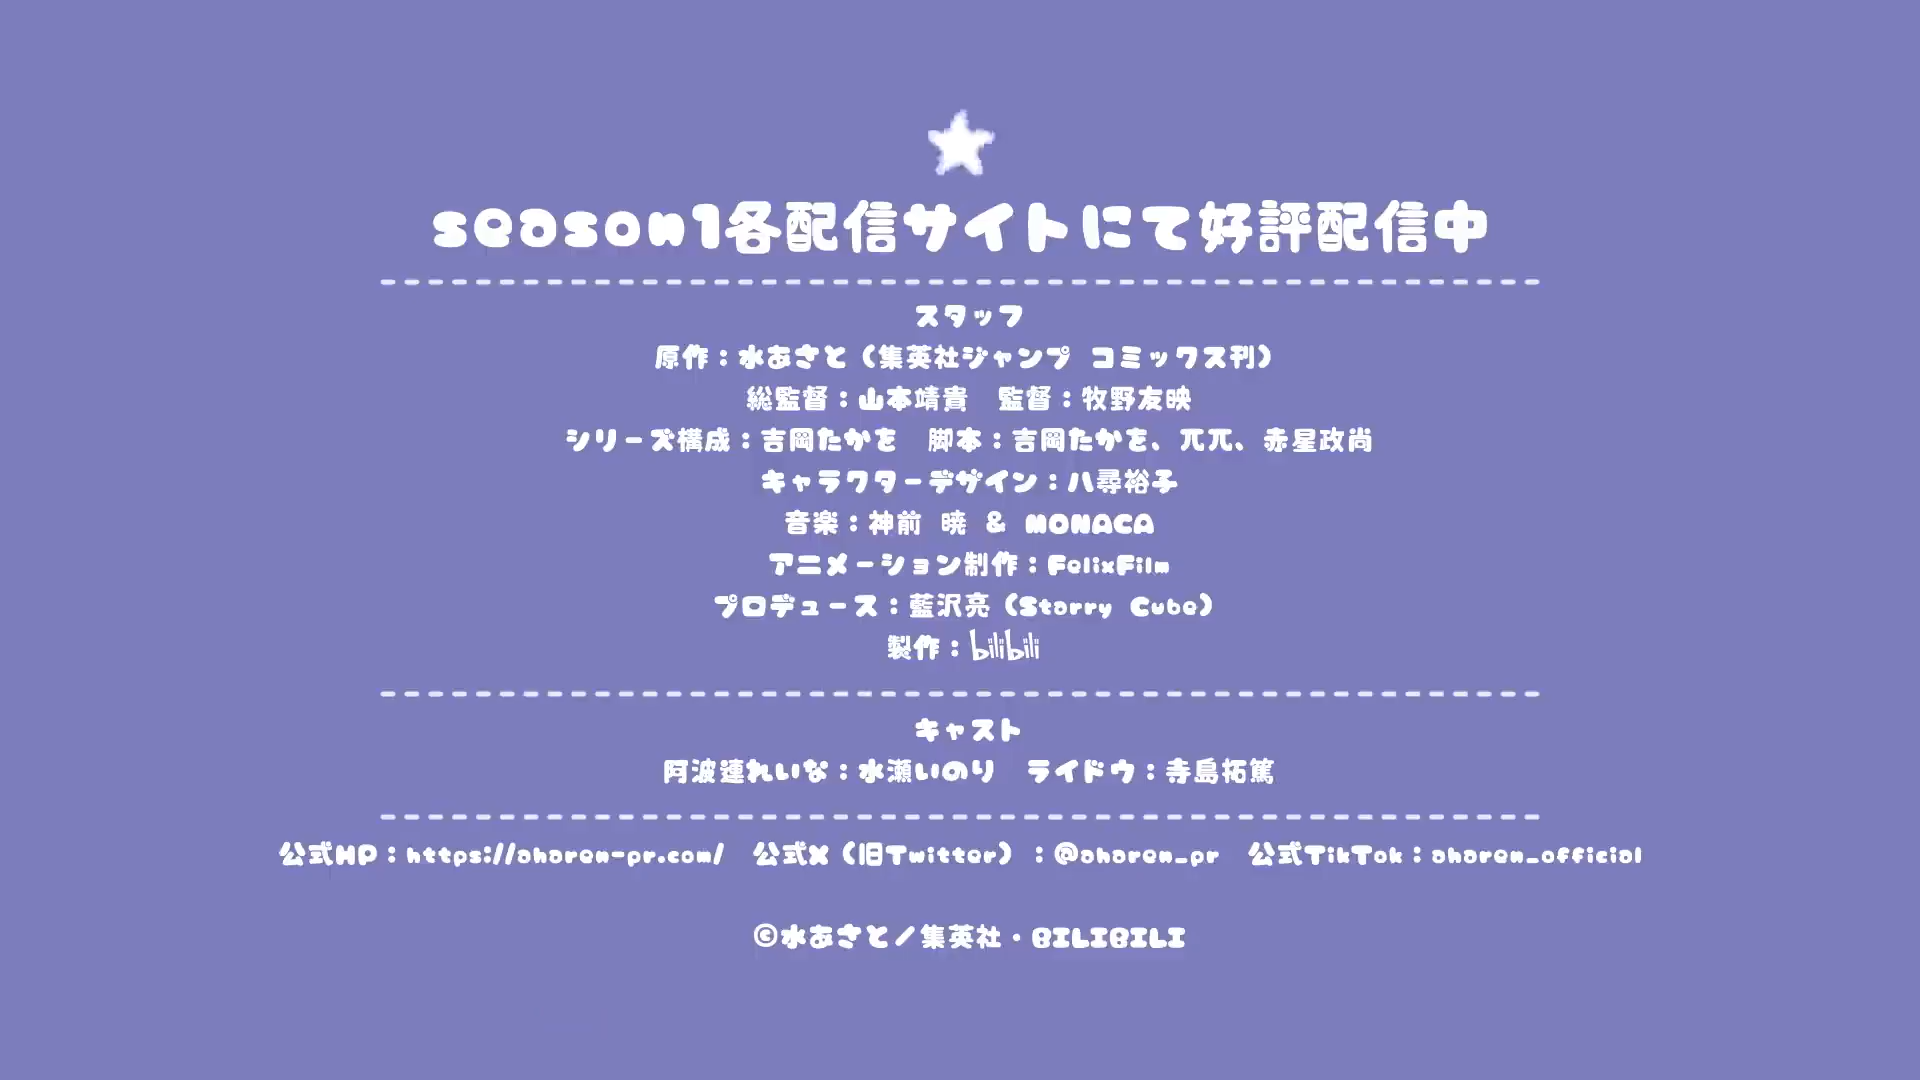 season1各配信サイトにて好評配信中
スタッフ
原作：水あさと（集英社ジャンプ コミックス刊）
総監督：山本靖貴　監督：牧野友映
シリーズ構成：吉岡たかを　脚本：吉岡たかを、兀兀、赤星政尚
キャラクターデザイン：八尋裕子
音楽：神前 暁 & MONACA
アニメーション制作：FelixFilm
プロデュース：藍沢亮（Starry Cube）
製作：bilibili
キャスト
阿波連れいな：水瀬いのり　ライドウ：寺島拓篤
公式HP：https://aharen-pr.com/　公式X（旧Twitter）：@aharen_pr　公式TikTok：aharen_official
©水あさと／集英社・BILIBILI